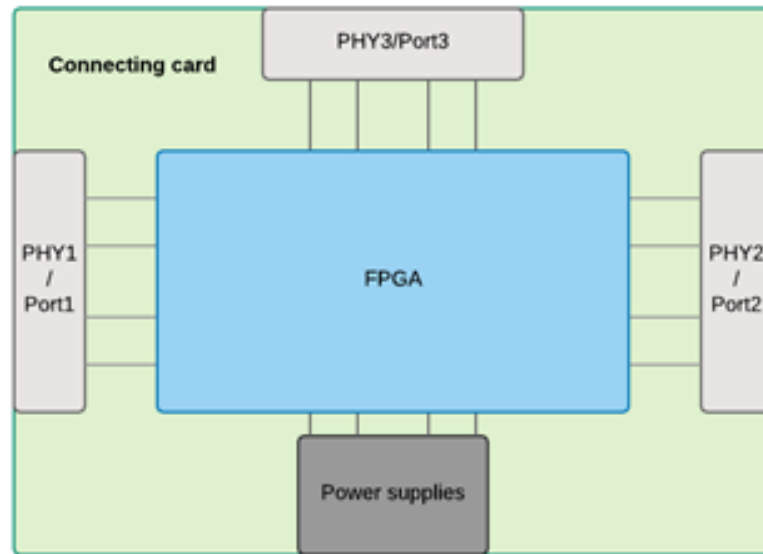 PHY3/Port3
Connecting card
PHY1
/
Port1
FPGA
PHY2
/
Port2
Power supplies